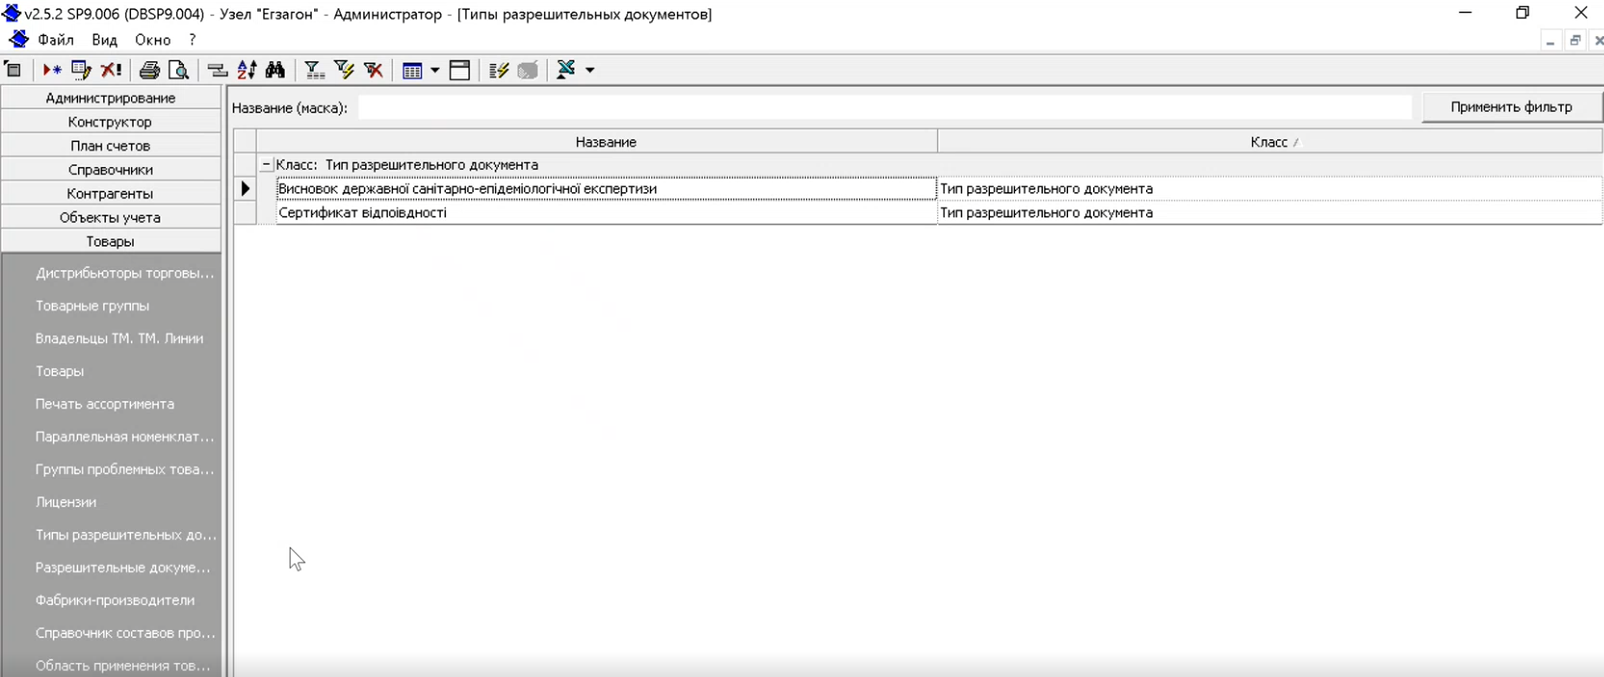 v2.5.2 SP9.006 (DBSP9.004) - Узел "Егзагон" - Администратор - [Типы разрешительных документов]
Файл Вид Окно ?
Администрирование
Конструктор
План счетов
Справочники
Контрагенты
Объекты учета
Товары
Дистрибьюторы торговы...
Товарные группы
Владельцы ТМ. ТМ. Линии
Товары
Печать ассортимента
Параллельная номенклат...
Группы проблемных това...
Лицензии
Типы разрешительных до...
Разрешительные докуме...
Фабрики-производители
Справочник составов про...
Область применения тов...
Название (маска):
Применить фильтр
Название Класс
Класс: Тип разрешительного документа
Висновок державної санітарно-епідеміологічної експертизи Тип разрешительного документа
Сертификат відпоівдності Тип разрешительного документа